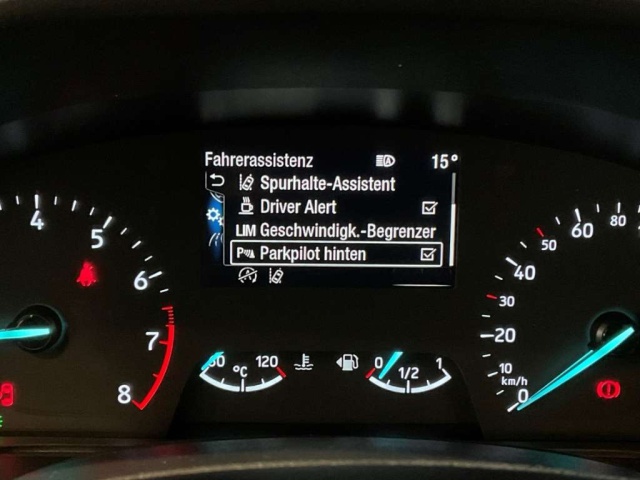 Fahrerassistenz 15°
Spurhalte-Assistent
Driver Alert
LIM Geschwindigk.-Begrenzer
P Parkpilot hinten
4
5
6
7
8
120
°C
0
1/2
1
0
10
20
30
40
50
60
80
km/h